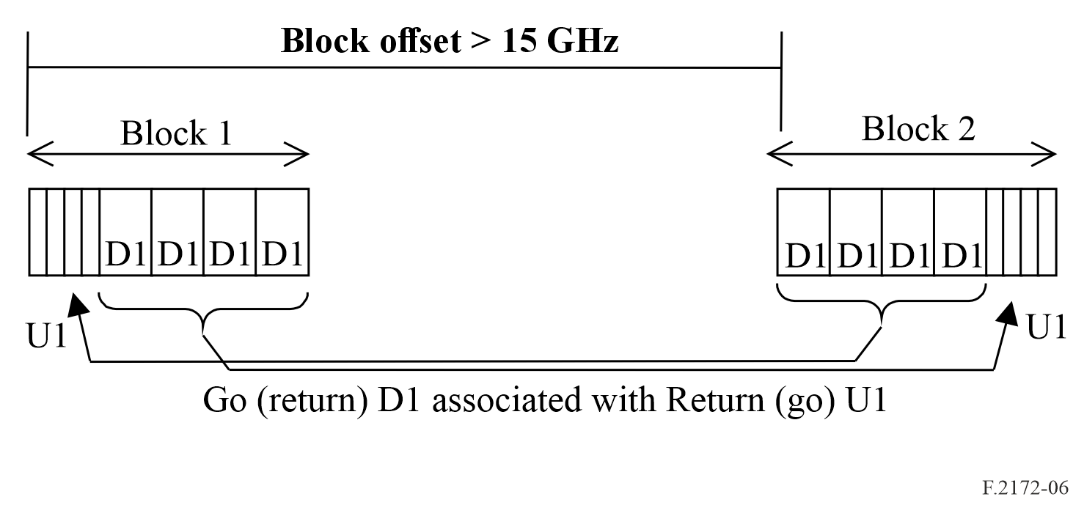 Block offset > 15 GHz
Block 1
Block 2
D1 D1 D1 D1
D1 D1 D1 D1
U1
U1
Go (return) D1 associated with Return (go) U1
F.2172-06